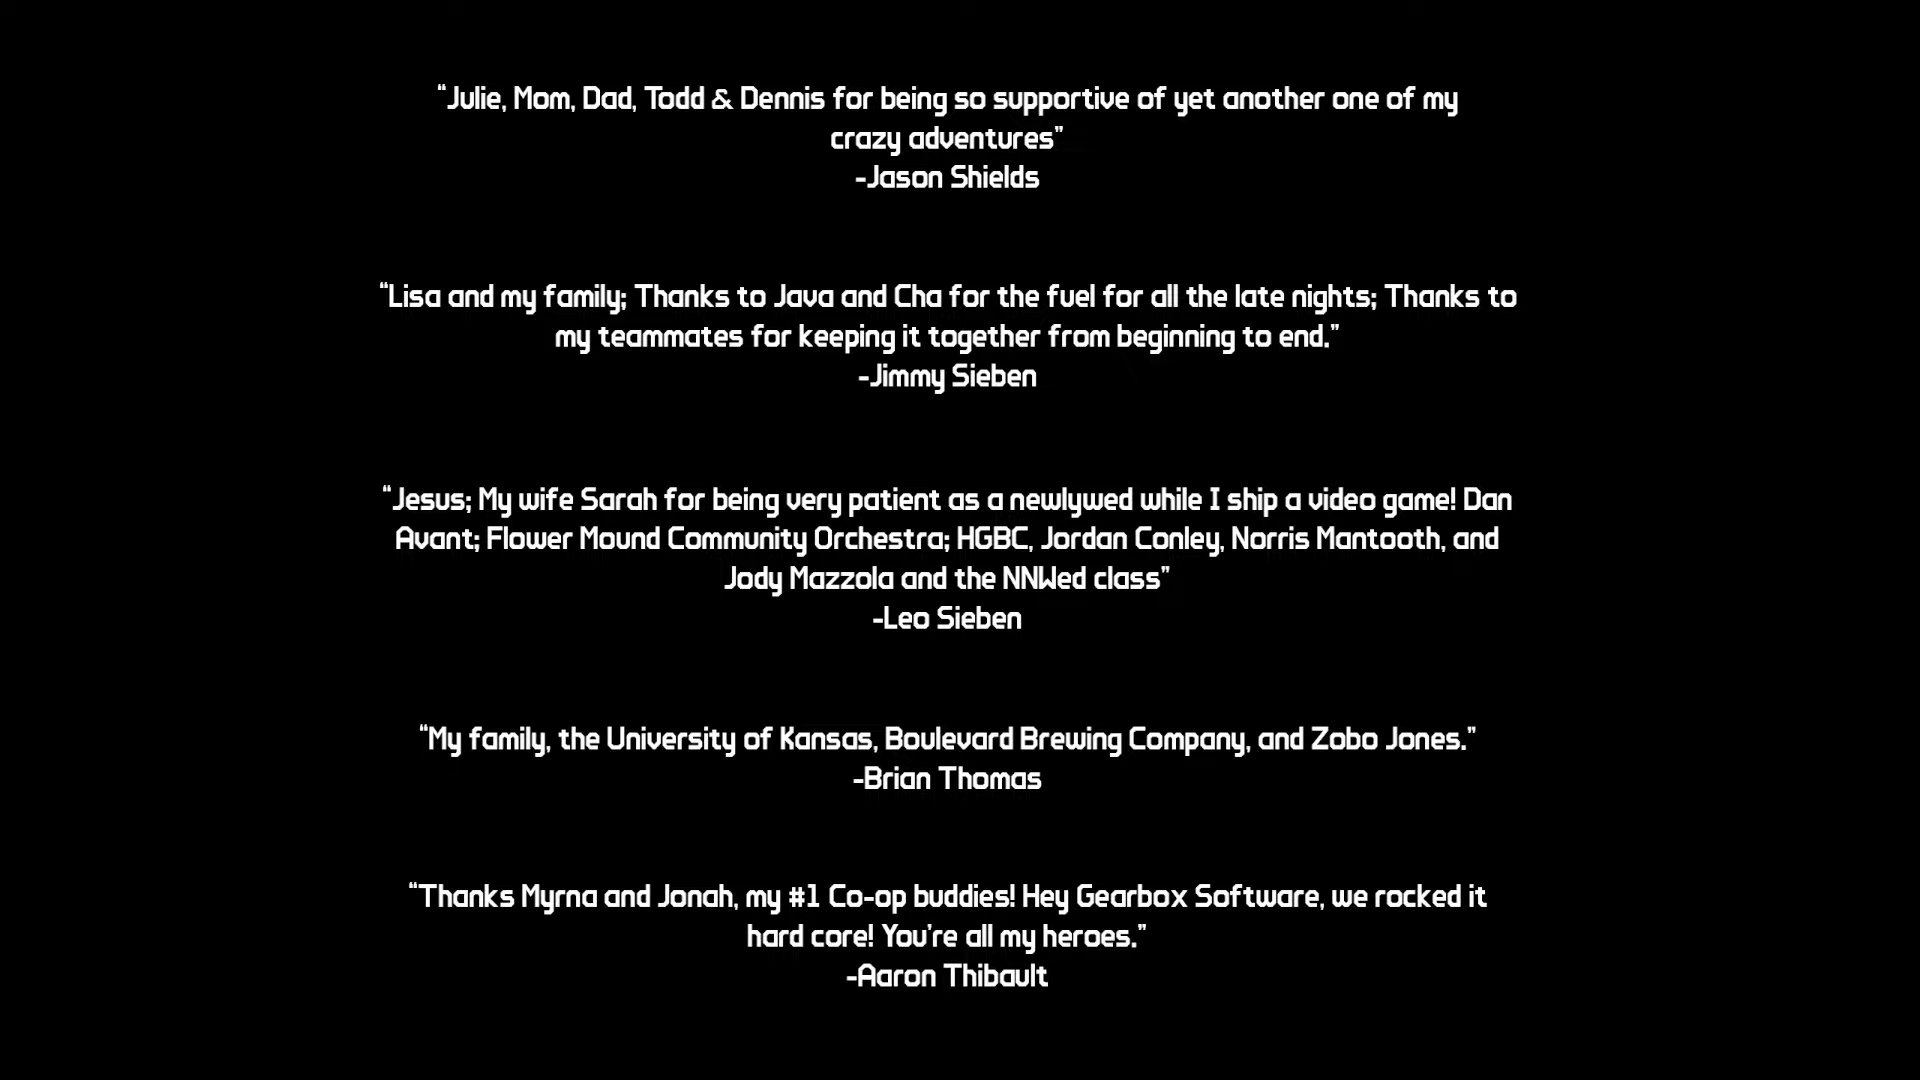 “Julie, Mom, Dad, Todd & Dennis for being so supportive of yet another one of my
crazy adventures”
-Jason Shields
“Lisa and my family; Thanks to Java and Cha for the fuel for all the late nights; Thanks to
my teammates for keeping it together from beginning to end.”
-Jimmy Sieben
“Jesus; My wife Sarah for being very patient as a newlywed while I ship a video game! Dan
Avant; Flower Mound Community Orchestra; HGBC, Jordan Conley, Norris Mantooth, and
Jody Mazzola and the NNWed class”
-Leo Sieben
“My family, the University of Kansas, Boulevard Brewing Company, and Zobo Jones.”
-Brian Thomas
“Thanks Myrna and Jonah, my #1 Co-op buddies! Hey Gearbox Software, we rocked it
hard core! You’re all my heroes.”
-Aaron Thibault